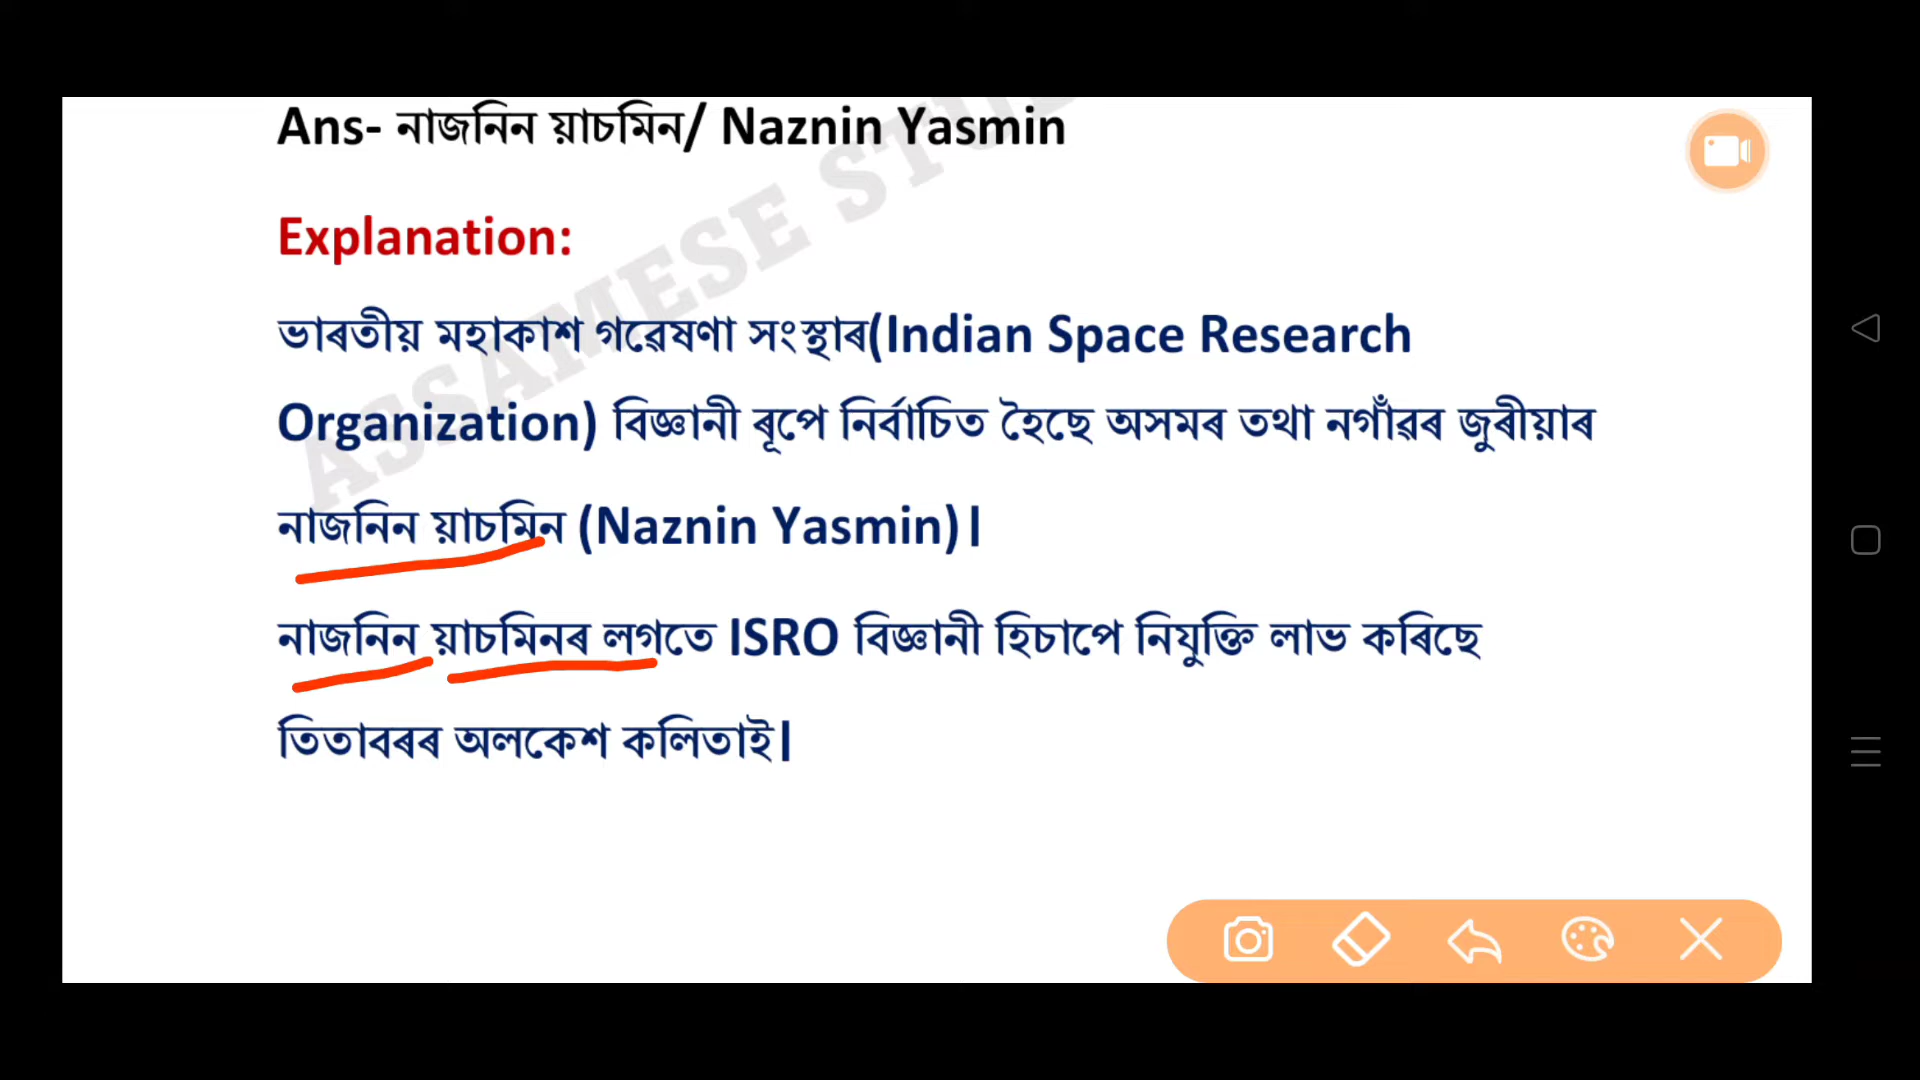 Ans- নাজনিন য়াচমিন/ Naznin Yasmin
Explanation:
ভাৰতীয় মহাকাশ গৱেষণা সংস্থাৰ(Indian Space Research
Organization) বিজ্ঞানী ৰূপে নিৰ্বাচিত হৈছে অসমৰ তথা নগাঁৱৰ জুৰীয়াৰ
নাজনিন য়াচমিন (Naznin Yasmin)।
নাজনিন য়াচমিনৰ লগতে ISRO বিজ্ঞানী হিচাপে নিযুক্তি লাভ কৰিছে
তিতাবৰৰ অলকেশ কলিতাই।
ASSAMESE